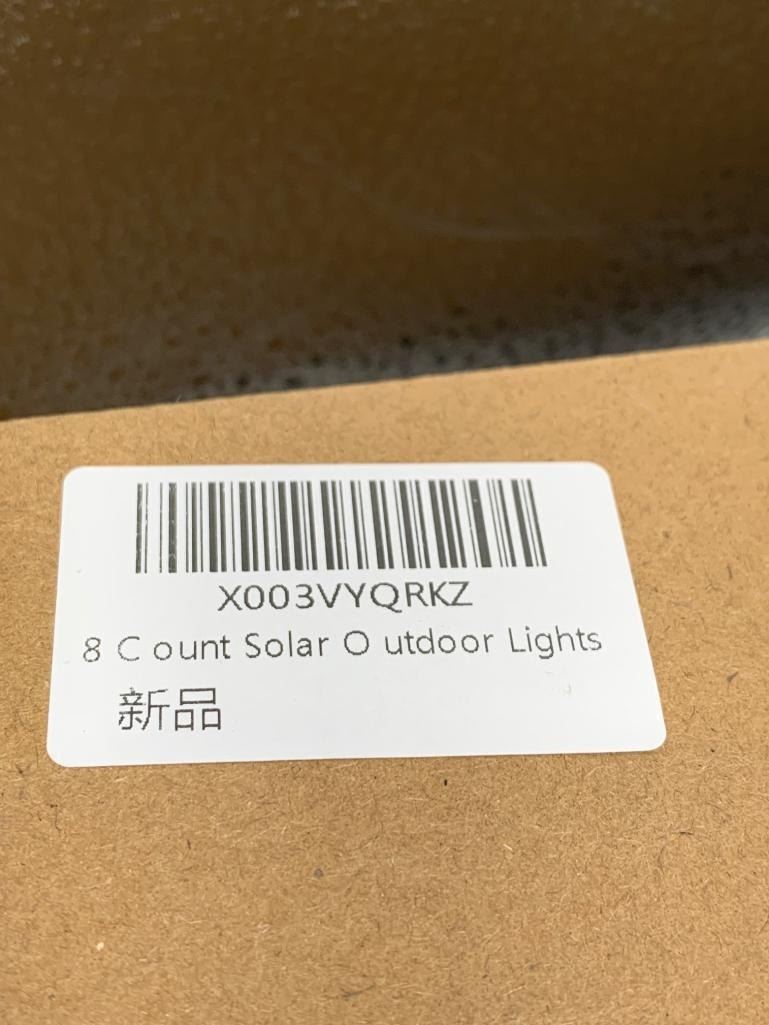 X003VYQRKZ
8 C ount Solar O utdoor Lights
新品